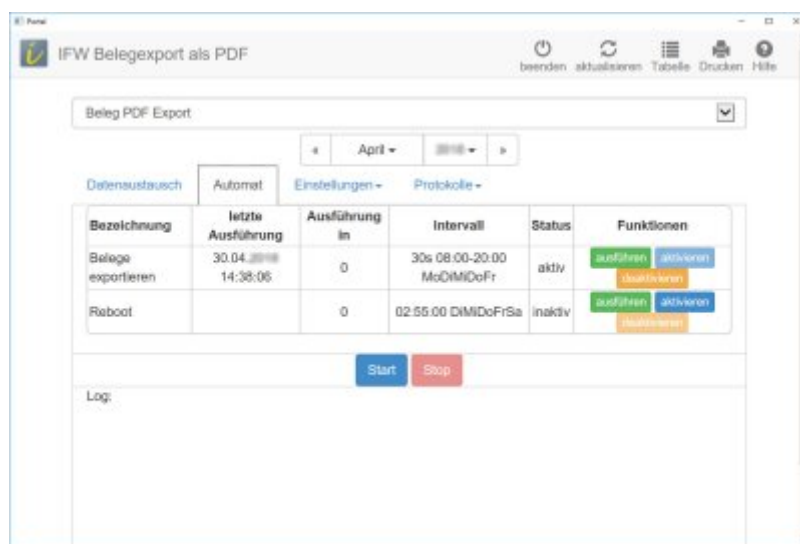 Portal
IFW Belegexport als PDF
beenden aktualisieren Tabelle Drucken Hilfe
Beleg PDF Export
« April »
Datenaustausch Automat Einstellungen Protokolle
Bezeichnung letzte Ausführung Ausführung in Intervall Status Funktionen
Belege exportieren 30.04. 14:38:06 0 30s 08:00-20:00 MoDiMiDoFr aktiv ausführen aktivieren deaktivieren
Reboot 0 02:55:00 DiMiDoFrSa inaktiv ausführen aktivieren deaktivieren
Start Stop
Log: